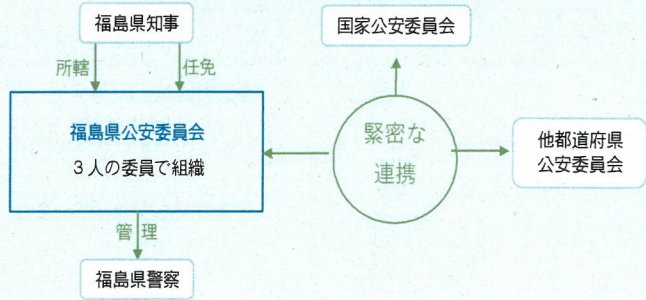 福島県知事
国家公安委員会
所轄
任免
福島県公安委員会
3人の委員で組織
緊密な
連携
他都道府県
公安委員会
管理
福島県警察